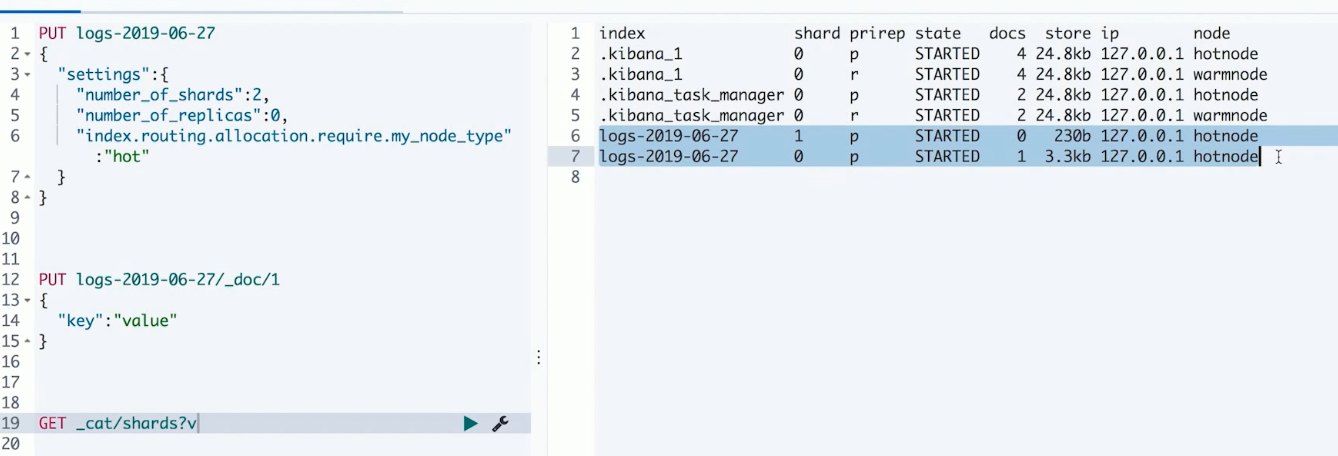 1 PUT logs-2019-06-27
2 {
3 "settings":{
4 "number_of_shards":2,
5 "number_of_replicas":0,
6 "index.routing.allocation.require.my_node_type"
:"hot"
7 }
8 }
9
10
11
12 PUT logs-2019-06-27/_doc/1
13 {
14 "key":"value"
15 }
16
17
18
19 GET _cat/shards?v
20
1 index shard prirep state docs store ip node
2 .kibana_1 0 p STARTED 4 24.8kb 127.0.0.1 hotnode
3 .kibana_1 0 r STARTED 4 24.8kb 127.0.0.1 warmnode
4 .kibana_task_manager 0 p STARTED 2 24.8kb 127.0.0.1 hotnode
5 .kibana_task_manager 0 r STARTED 2 24.8kb 127.0.0.1 warmnode
6 logs-2019-06-27 1 p STARTED 0 230b 127.0.0.1 hotnode
7 logs-2019-06-27 0 p STARTED 1 3.3kb 127.0.0.1 hotnode
8